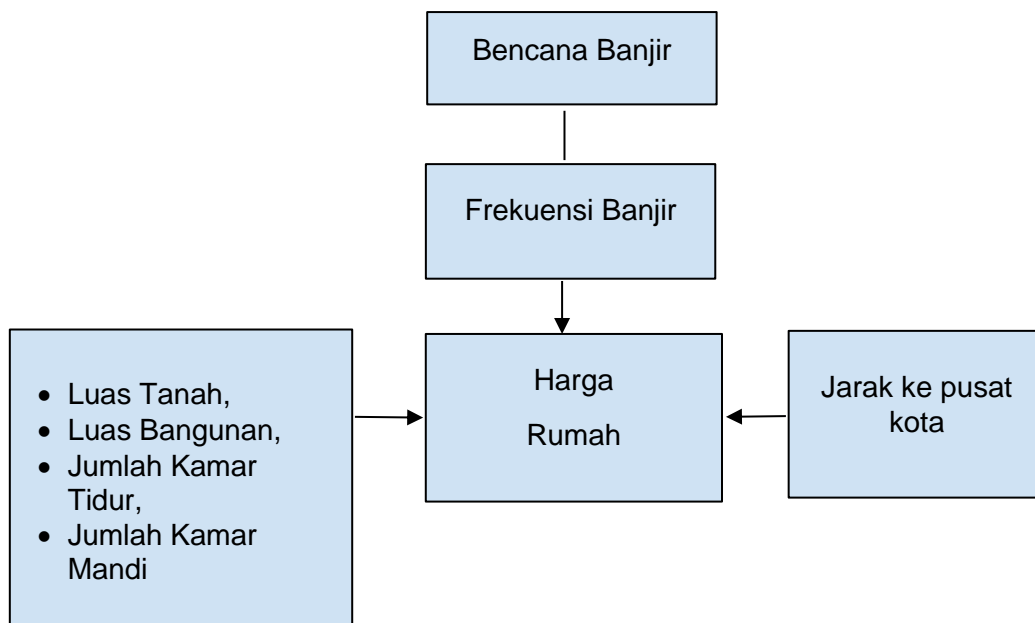 Bencana Banjir
Frekuensi Banjir
• Luas Tanah,
• Luas Bangunan,
• Jumlah Kamar
Tidur,
• Jumlah Kamar
Mandi
Harga
Rumah
Jarak ke pusat
kota